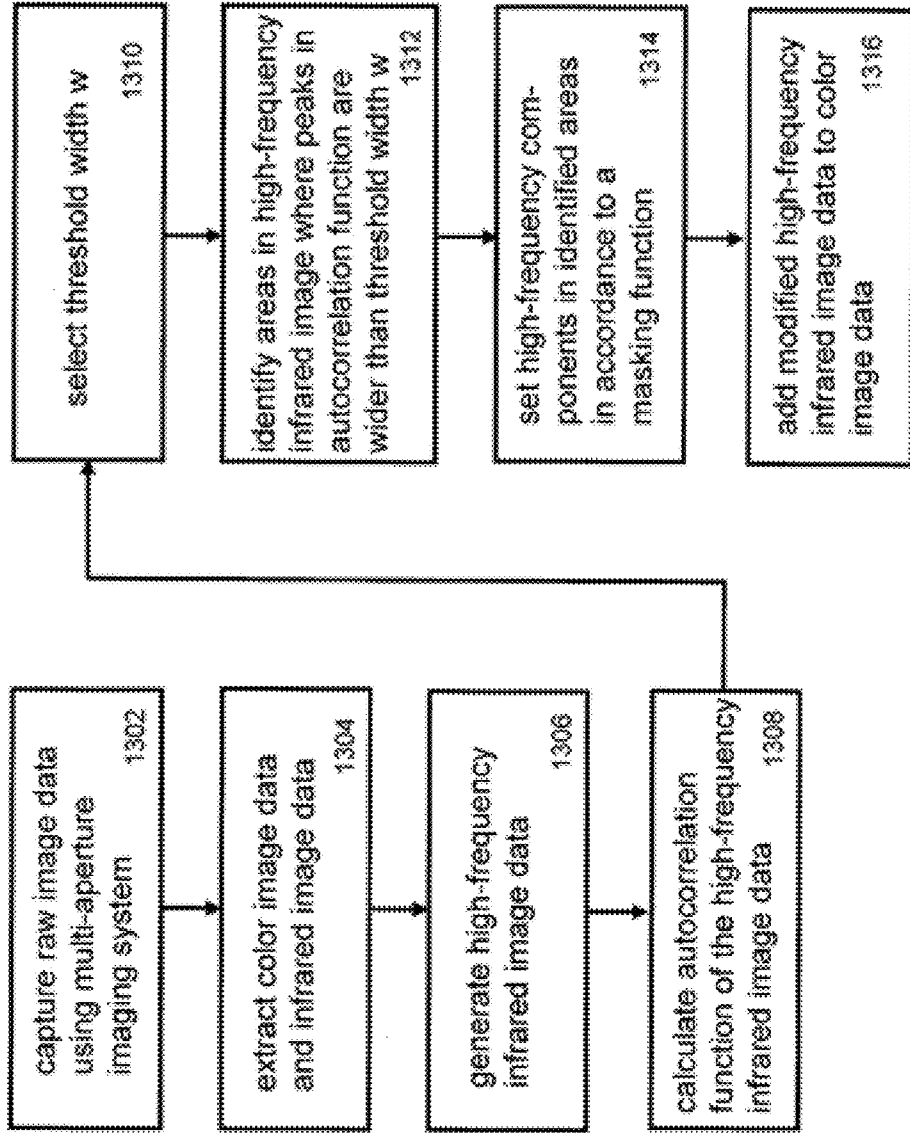 capture raw image data
using multi-aperture
imaging system
1302
extract color image data
and infrared image data
1304
generate high-frequency
infrared image data
1306
calculate autocorrelation
function of the high-frequency
infrared image data
1308
select threshold width w
1310
identify areas in high-frequency
infrared image where peaks in
autocorrelation function are
wider than threshold width w
1312
set high-frequency com-
ponents in identified areas
in accordance to a
masking function
1314
add modified high-frequency
infrared image data to color
image data
1316